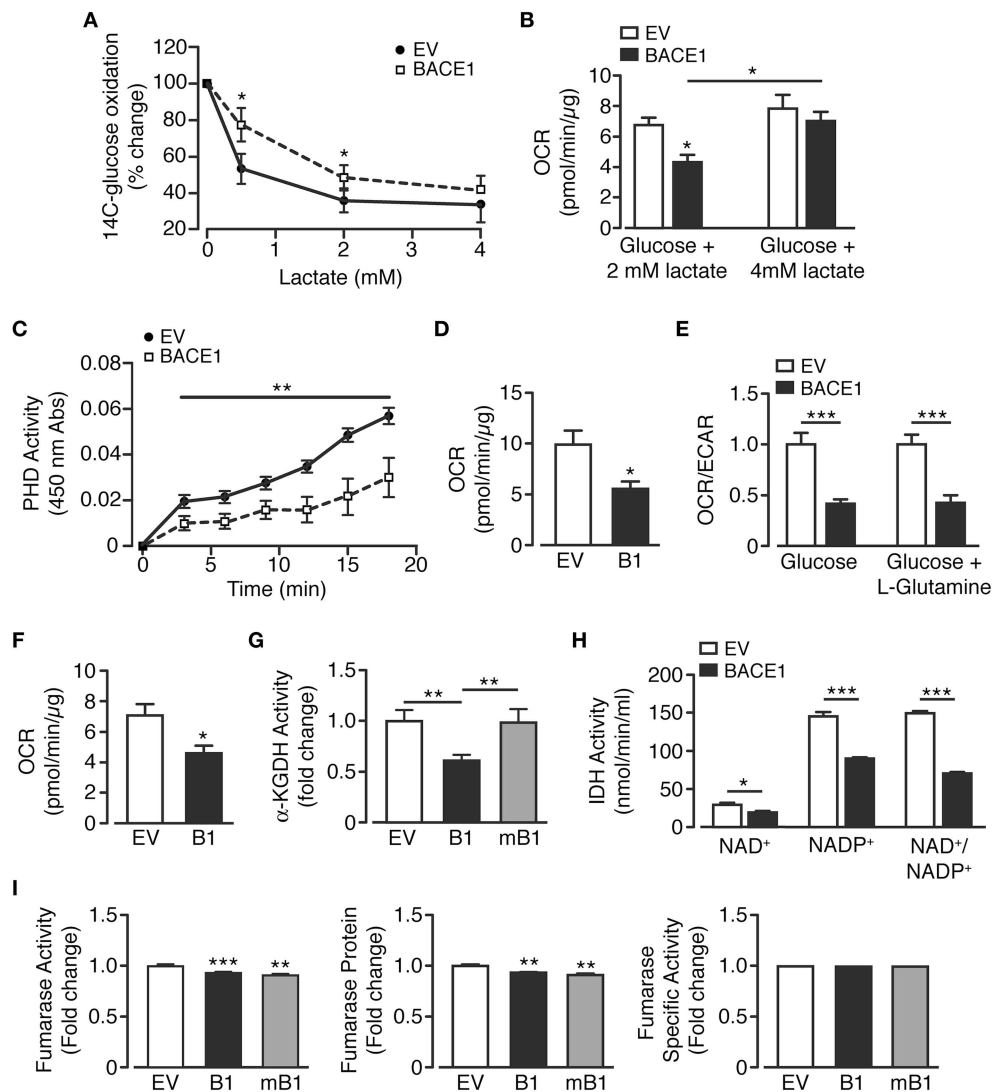 A
EV
BACE1
14C-glucose oxidation
(% change)
120
100
80
60
40
20
*
*
0
1
2
3
4
Lactate (mM)
B
EV
BACE1
OCR
(pmol/min/µg)
10
8
6
4
2
0
*
*
Glucose +
2 mM lactate
Glucose +
4mM lactate
C
EV
BACE1
PHD Activity
(450 nm Abs)
0.08
0.06
0.04
0.02
0
**
0
5
10
15
20
Time (min)
D
OCR
(pmol/min/µg)
15
10
5
0
*
EV
B1
E
EV
BACE1
OCR/ECAR
1.5
1.0
0.5
0
***
***
Glucose
Glucose +
L-Glutamine
F
OCR
(pmol/min/µg)
10
8
6
4
2
0
*
EV
B1
G
α-KGDH Activity
(fold change)
1.5
1.0
0.5
0
**
**
EV
B1
mB1
H
EV
BACE1
IDH Activity
(nmol/min/ml)
200
150
100
50
0
*
***
***
NAD+
NADP+
NAD+/
NADP+
I
Fumarase Activity
(Fold change)
1.5
1.0
0.5
0
***
**
EV
B1
mB1
Fumarase Protein
(Fold change)
1.5
1.0
0.5
0
**
**
EV
B1
mB1
Fumarase
Specific Activity
(Fold change)
1.5
1.0
0.5
0
EV
B1
mB1